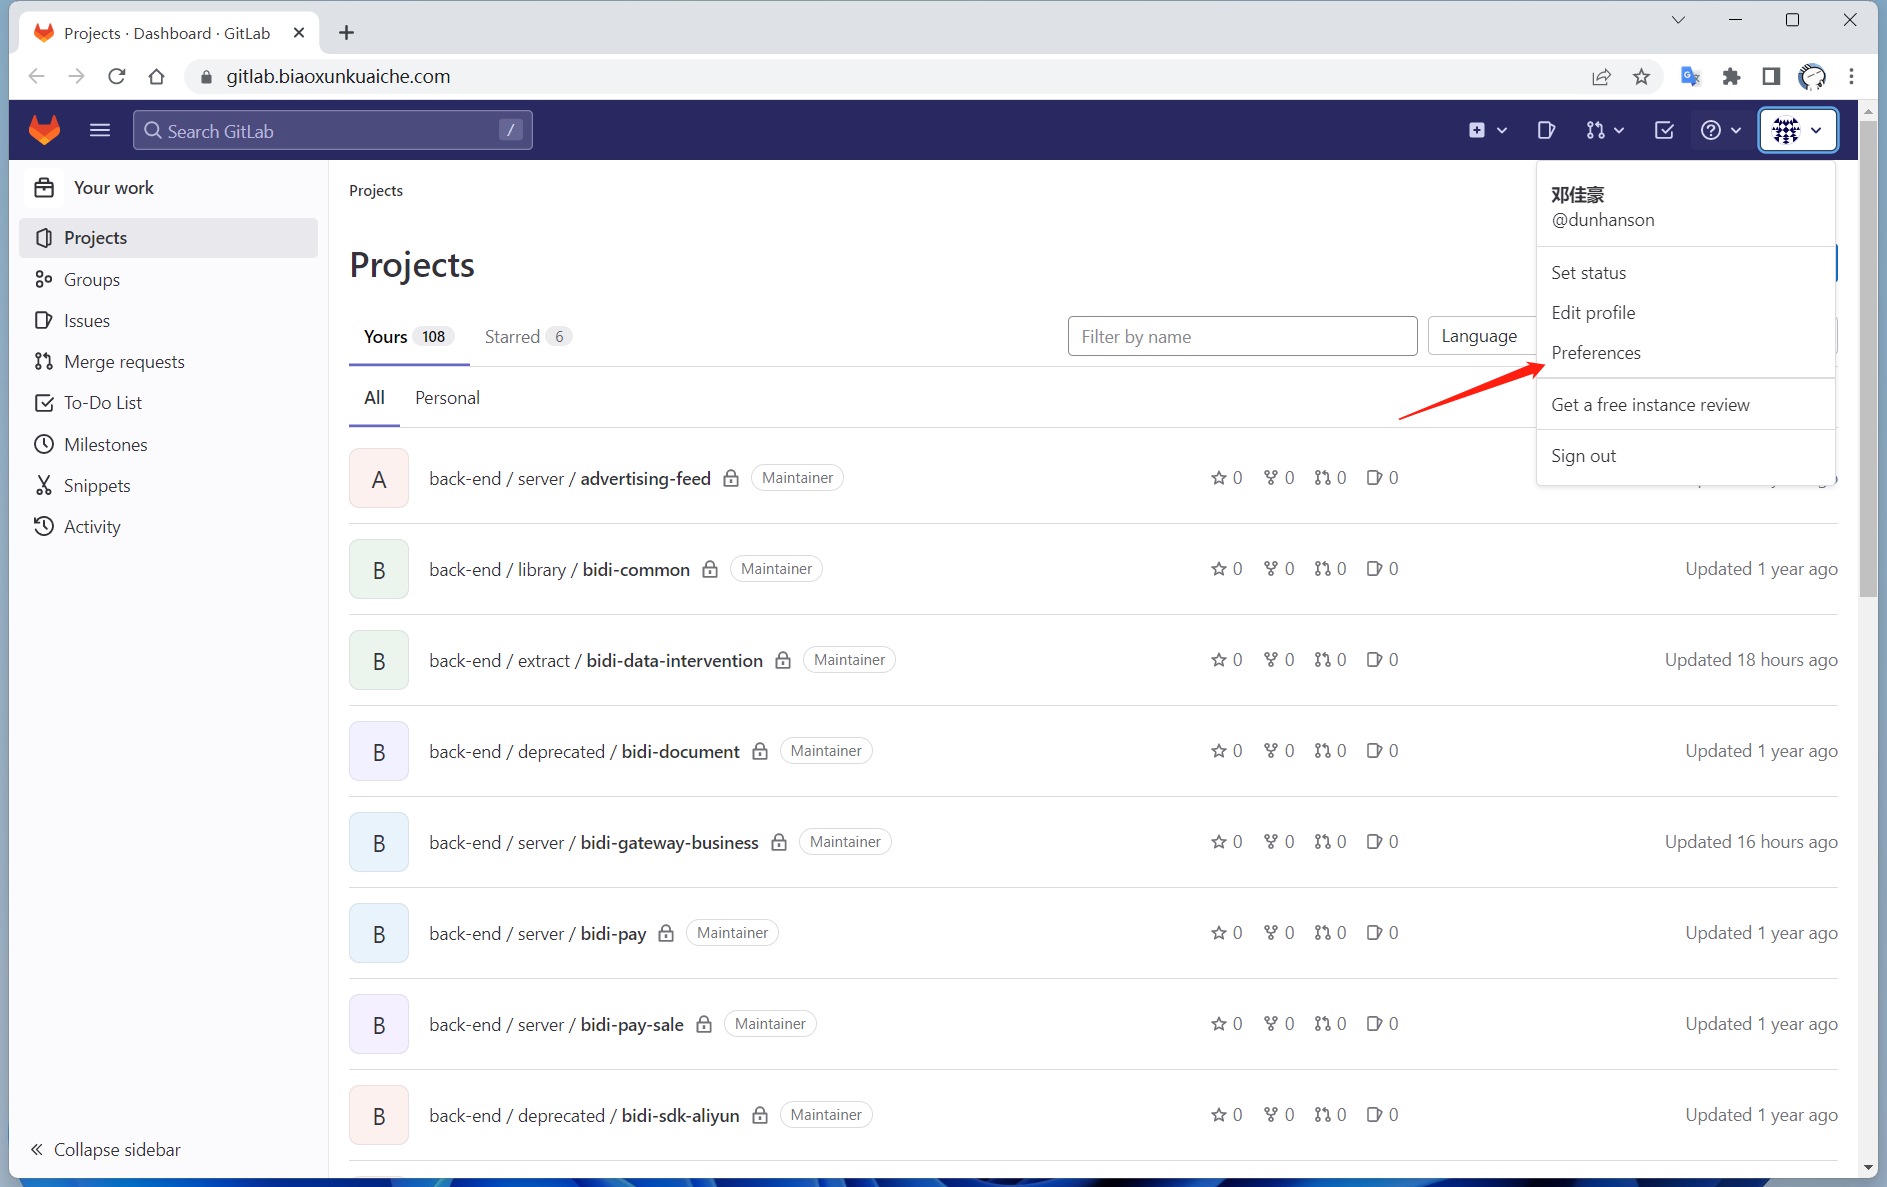 Projects · Dashboard · GitLab
gitlab.biaoxunkuaiche.com
Search GitLab /
Your work
Projects
Groups
Issues
Merge requests
To-Do List
Milestones
Snippets
Activity
Collapse sidebar
Projects
Projects
Yours 108 Starred 6
Filter by name Language
All Personal
邓佳豪
@dunhanson
Set status
Edit profile
Preferences
Get a free instance review
Sign out
A back-end / server / advertising-feed Maintainer 0 0 0 0
B back-end / library / bidi-common Maintainer 0 0 0 0 Updated 1 year ago
B back-end / extract / bidi-data-intervention Maintainer 0 0 0 0 Updated 18 hours ago
B back-end / deprecated / bidi-document Maintainer 0 0 0 0 Updated 1 year ago
B back-end / server / bidi-gateway-business Maintainer 0 0 0 0 Updated 16 hours ago
B back-end / server / bidi-pay Maintainer 0 0 0 0 Updated 1 year ago
B back-end / server / bidi-pay-sale Maintainer 0 0 0 0 Updated 1 year ago
B back-end / deprecated / bidi-sdk-aliyun Maintainer 0 0 0 0 Updated 1 year ago